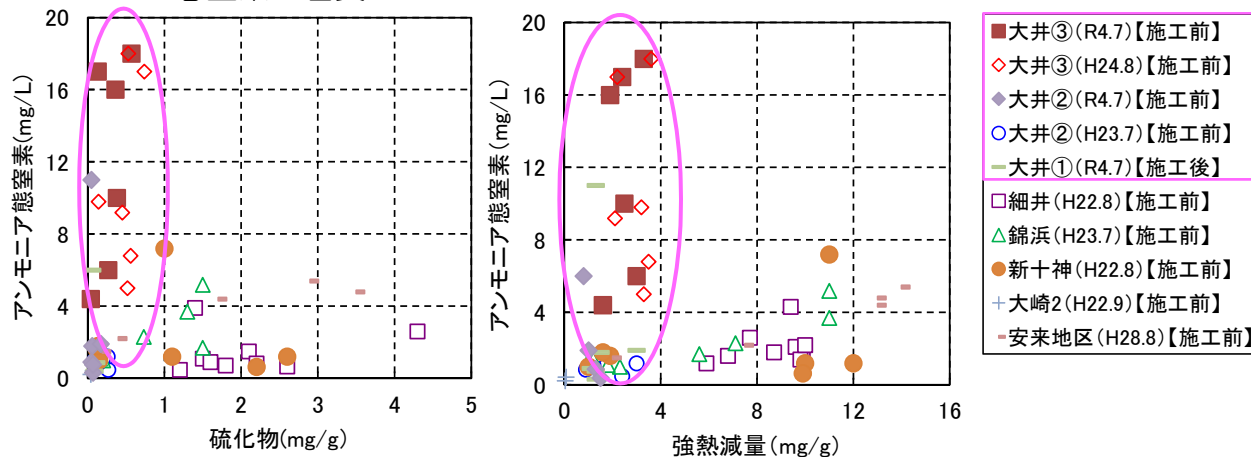 20
16
12
8
4
0
アンモニア態窒素(mg/L)
0
1
2
3
4
5
硫化物(mg/g)
20
16
12
8
4
0
アンモニア態窒素(mg/L)
0
4
8
12
16
強熱減量(mg/g)
大井③(R4.7)【施工前】
大井③(H24.8)【施工前】
大井②(R4.7)【施工前】
大井②(H23.7)【施工前】
大井①(R4.7)【施工後】
細井(H22.8)【施工前】
錦浜(H23.7)【施工前】
新十神(H22.8)【施工前】
大崎2(H22.9)【施工前】
安来地区(H28.8)【施工前】